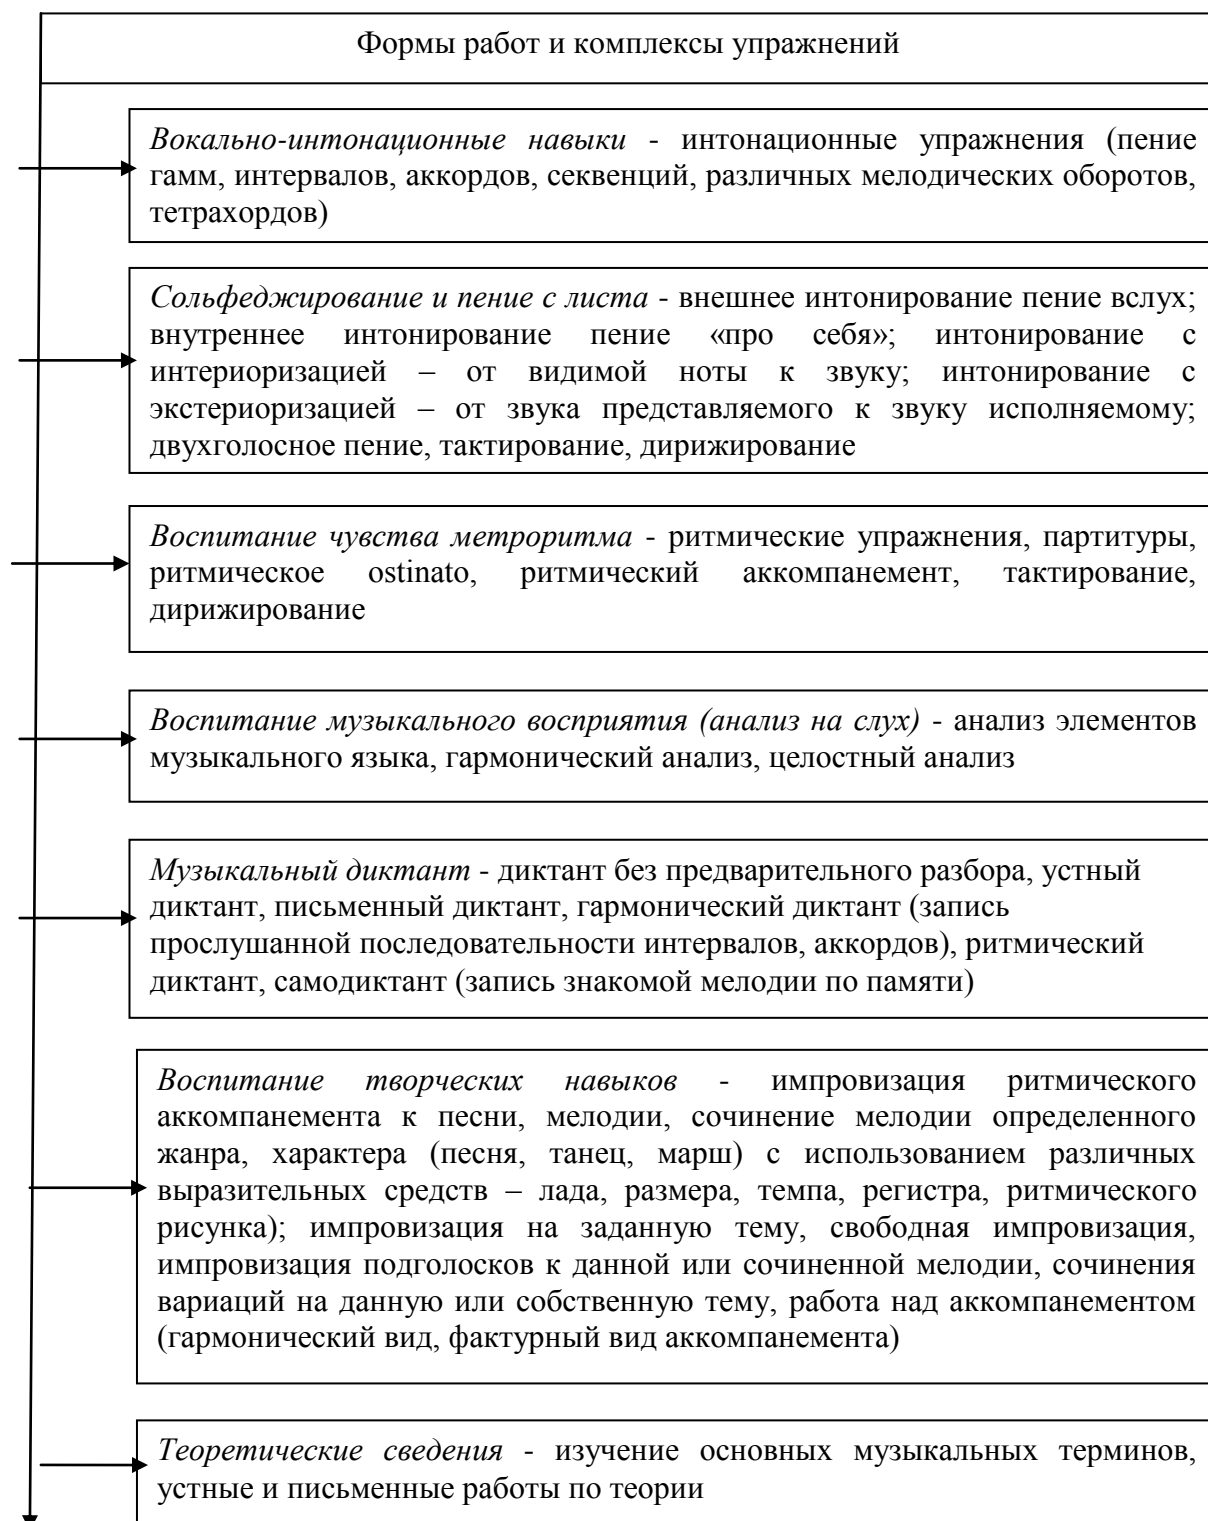 Формы работ и комплексы упражнений
Вокально-интонационные навыки - интонационные упражнения (пение
гамм, интервалов, аккордов, секвенций, различных мелодических оборотов,
тетрахордов)
Сольфеджирование и пение с листа - внешнее интонирование пение вслух;
внутреннее интонирование пение «про себя»; интонирование с
интериоризацией – от видимой ноты к звуку; интонирование с
экстериоризацией – от звука представляемого к звуку исполняемому;
двухголосное пение, тактирование, дирижирование
Воспитание чувства метроритма - ритмические упражнения, партитуры,
ритмическое ostinato, ритмический аккомпанемент, тактирование,
дирижирование
Воспитание музыкального восприятия (анализ на слух) - анализ элементов
музыкального языка, гармонический анализ, целостный анализ
Музыкальный диктант - диктант без предварительного разбора, устный
диктант, письменный диктант, гармонический диктант (запись
прослушанной последовательности интервалов, аккордов), ритмический
диктант, самодиктант (запись знакомой мелодии по памяти)
Воспитание творческих навыков - импровизация ритмического
аккомпанемента к песни, мелодии, сочинение мелодии определенного
жанра, характера (песня, танец, марш) с использованием различных
выразительных средств – лада, размера, темпа, регистра, ритмического
рисунка); импровизация на заданную тему, свободная импровизация,
импровизация подголосков к данной или сочиненной мелодии, сочинения
вариаций на данную или собственную тему, работа над аккомпанементом
(гармонический вид, фактурный вид аккомпанемента)
Теоретические сведения - изучение основных музыкальных терминов,
устные и письменные работы по теории